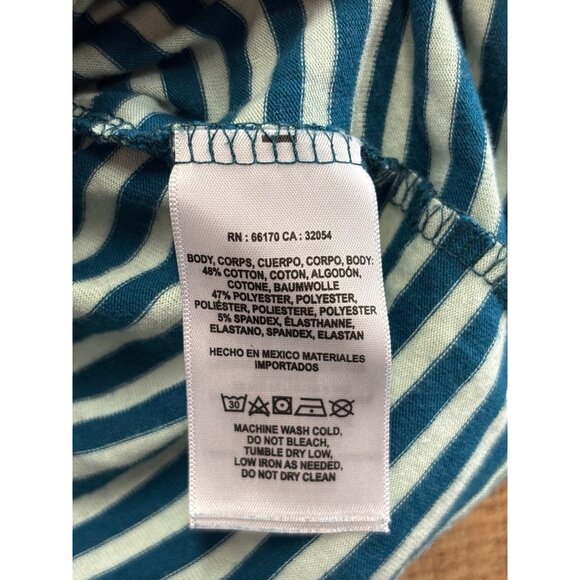 RN : 66170 CA : 32054
BODY, CORPS, CUERPO, CORPO, BODY:
48% COTTON, COTON, ALGODÓN,
COTONE, BAUMWOLLE
47% POLYESTER, POLYESTER,
POLIÉSTER, POLIESTERE, POLYESTER
5% SPANDEX, ÉLASTHANNE,
ELASTANO, SPANDEX, ELASTAN
HECHO EN MEXICO MATERIALES
IMPORTADOS
30
MACHINE WASH COLD,
DO NOT BLEACH,
TUMBLE DRY LOW,
LOW IRON AS NEEDED,
DO NOT DRY CLEAN